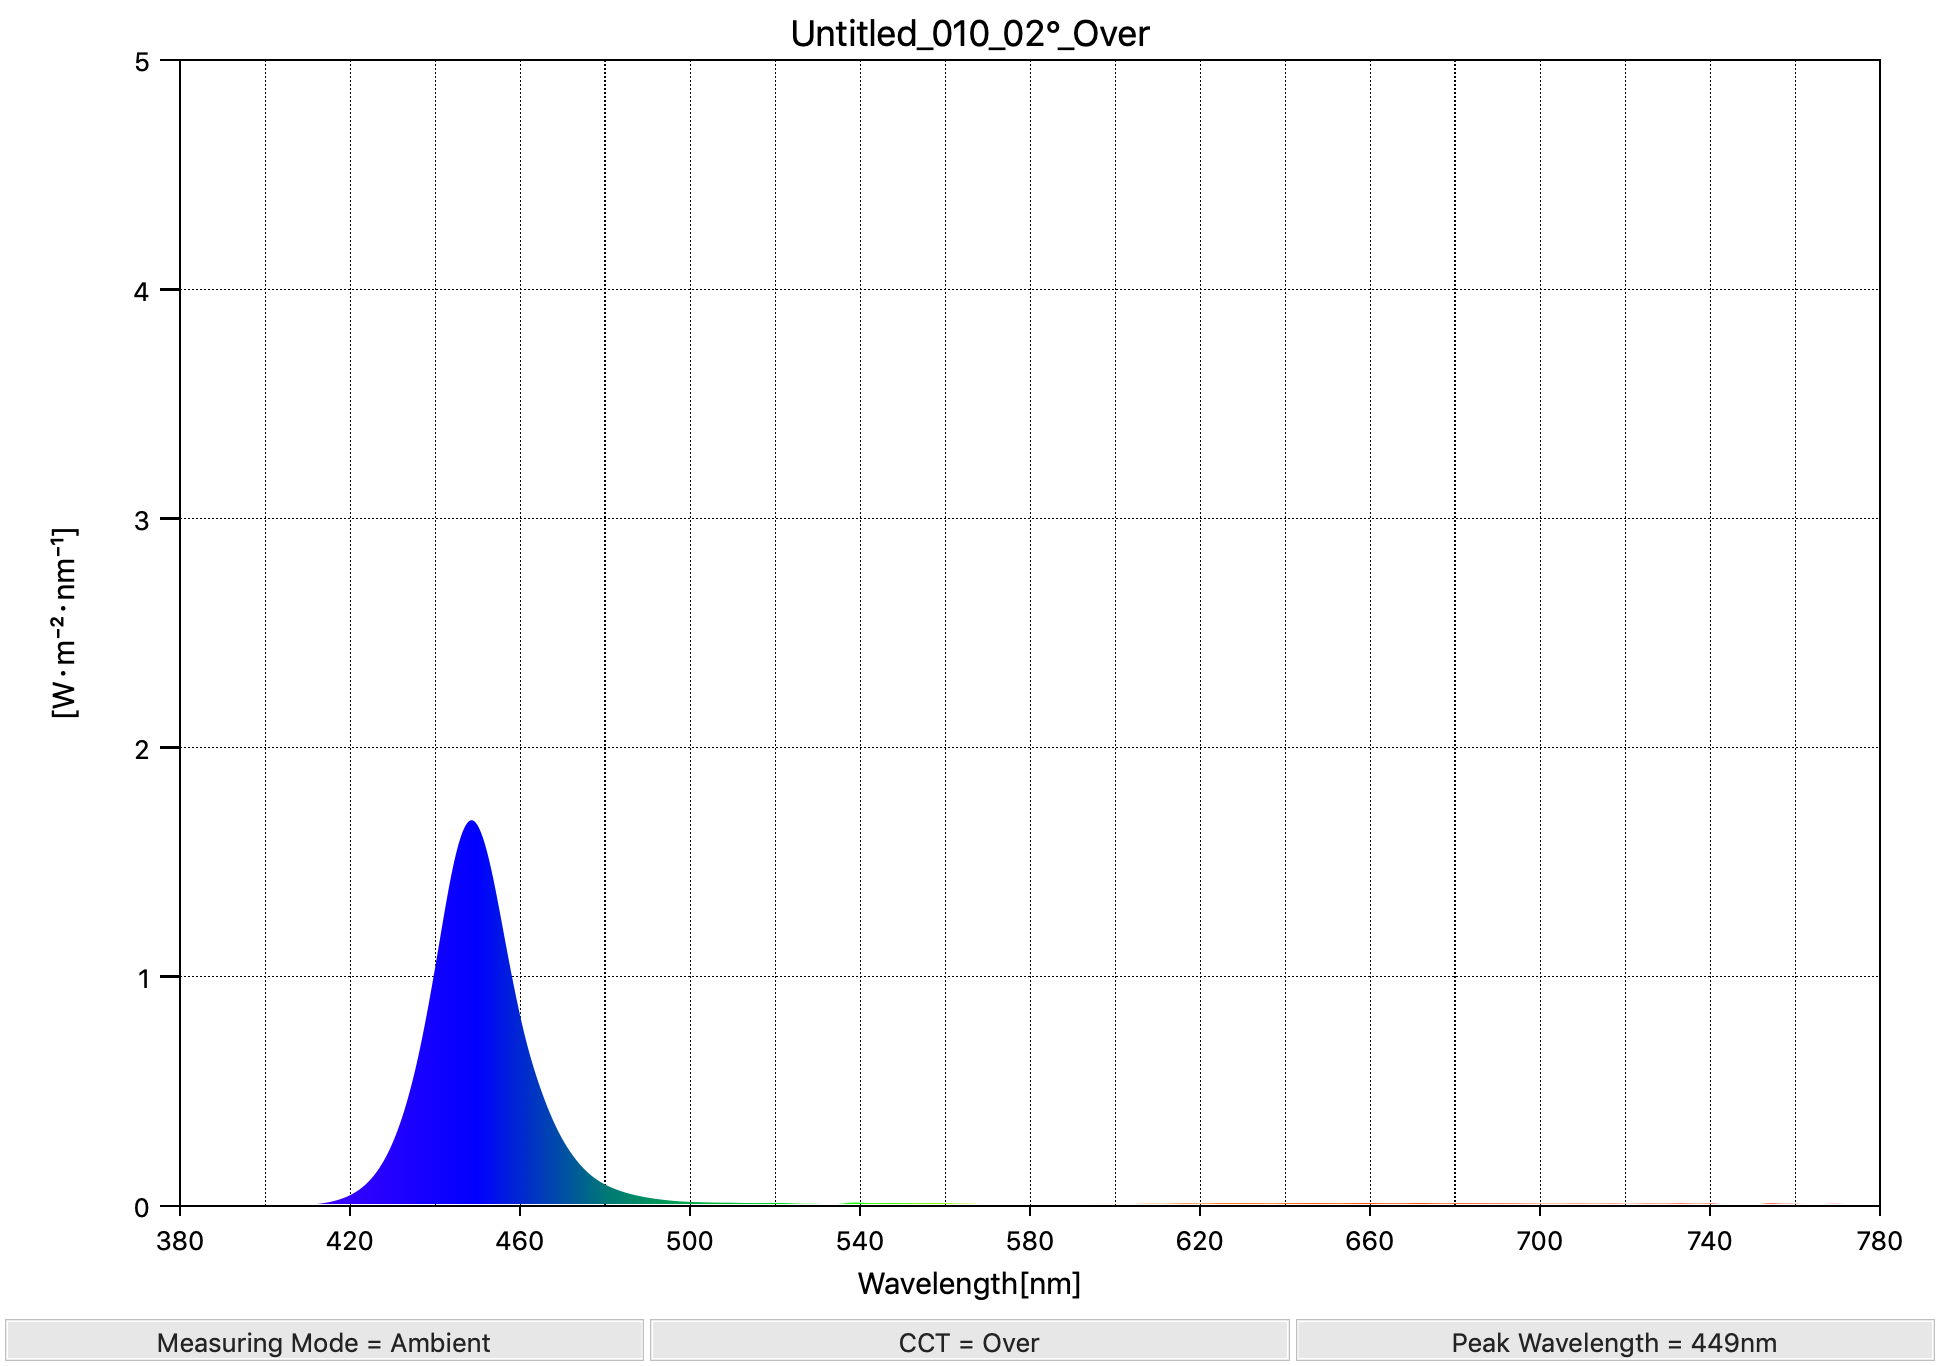 Untitled_010_02°_Over
5
4
3
2
1
0
[W·m⁻²·nm⁻¹]
380 420 460 500 540 580 620 660 700 740 780
Wavelength[nm]
Measuring Mode = Ambient
CCT = Over
Peak Wavelength = 449nm